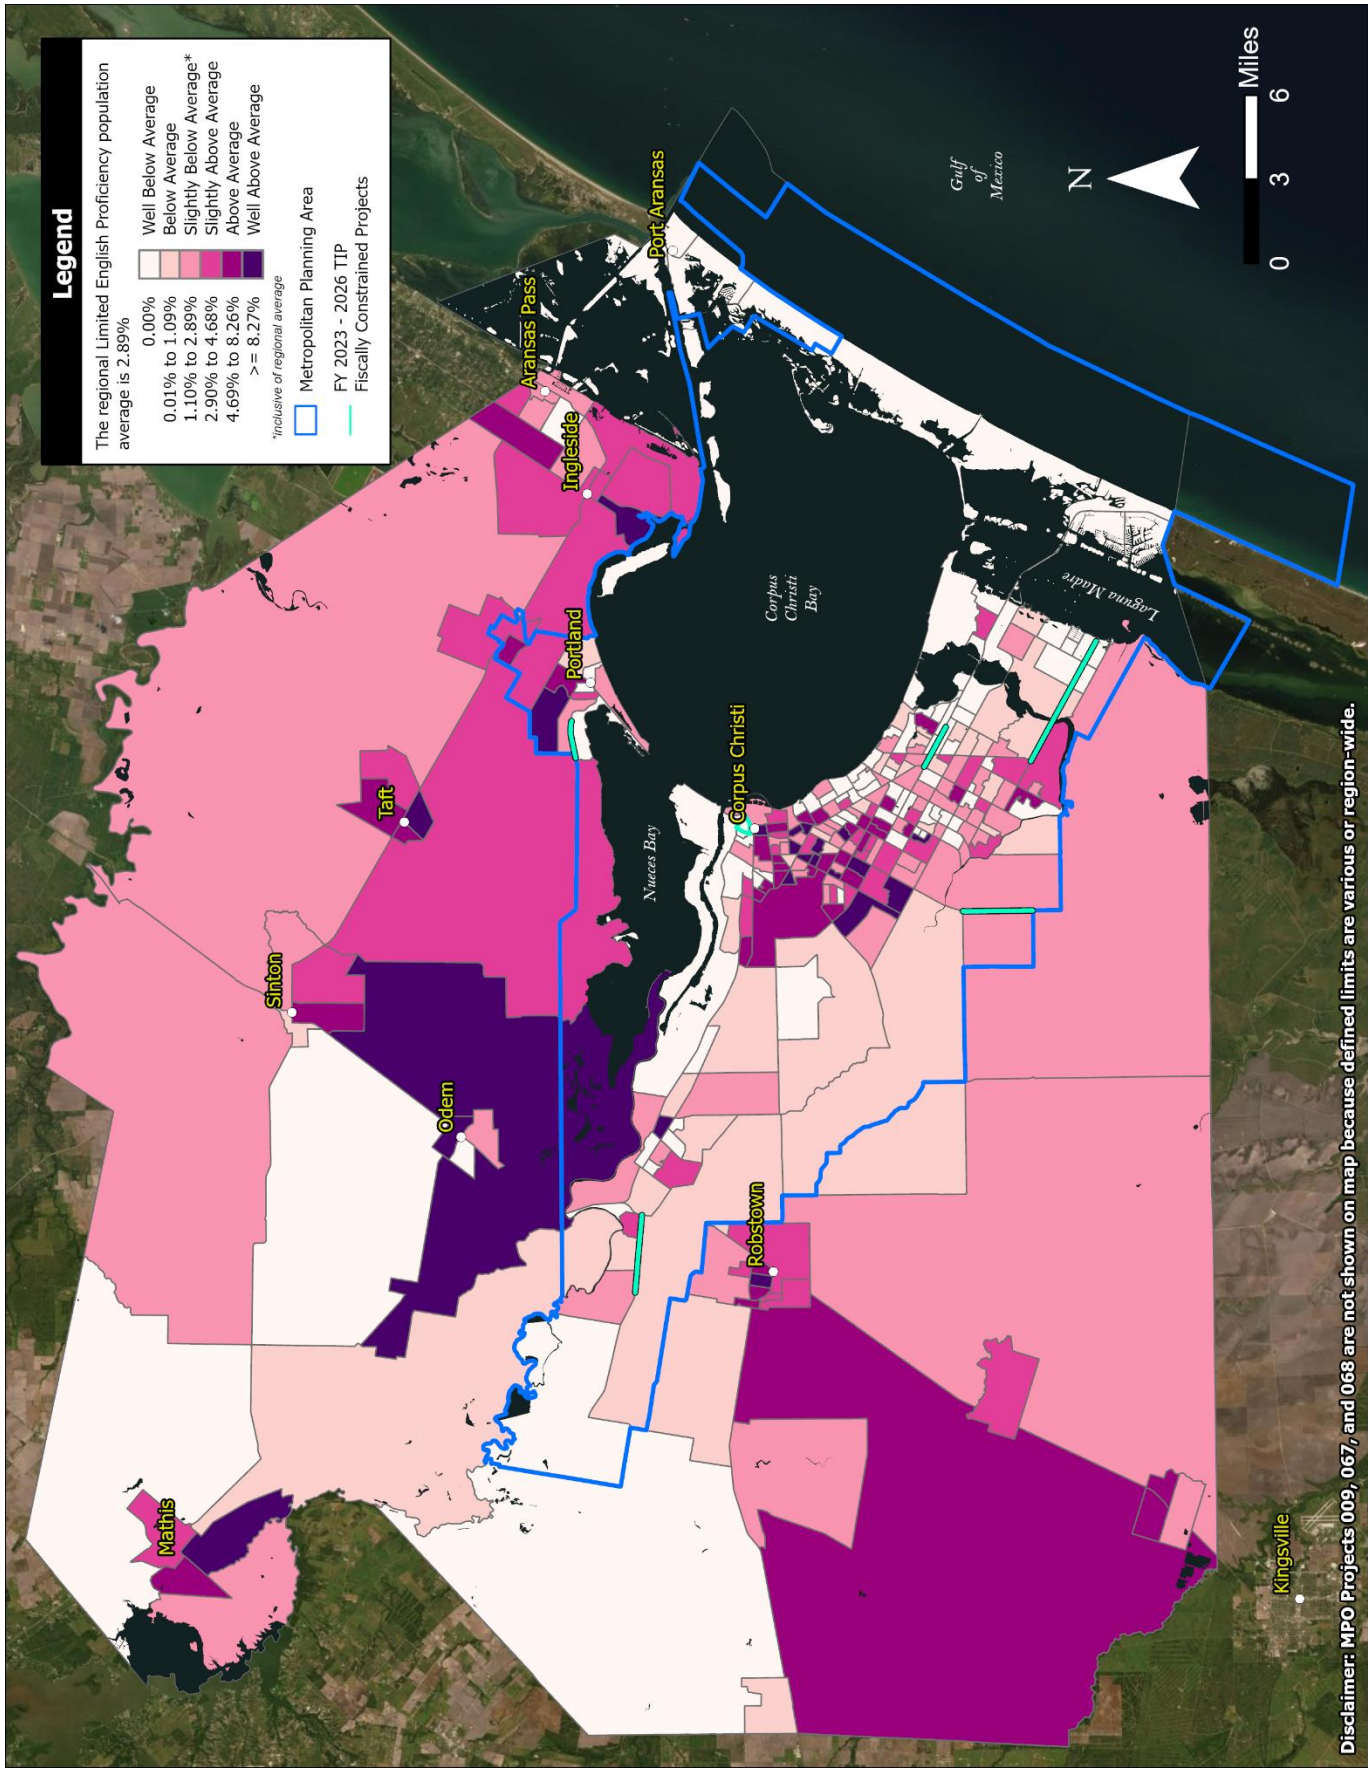 Legend
The regional Limited English Proficiency population
average is 2.89%
0.00% Well Below Average
0.01% to 1.09% Below Average
1.10% to 2.89% Slightly Below Average*
2.90% to 4.68% Slightly Above Average
4.69% to 8.26% Above Average
>= 8.27% Well Above Average
*inclusive of regional average
Metropolitan Planning Area
FY 2023 - 2026 TIP
Fiscally Constrained Projects
Mathis
Sinton
Taft
Odem
Aransas Pass
Ingleside
Portland
Port Aransas
Nueces Bay
Corpus Christi
Corpus
Christi
Bay
Robstown
Gulf
of
Mexico
Laguna Madre
N
Kingsville
0 3 6 Miles
Disclaimer: MPO Projects 009, 067, and 068 are not shown on map because defined limits are various or region-wide.